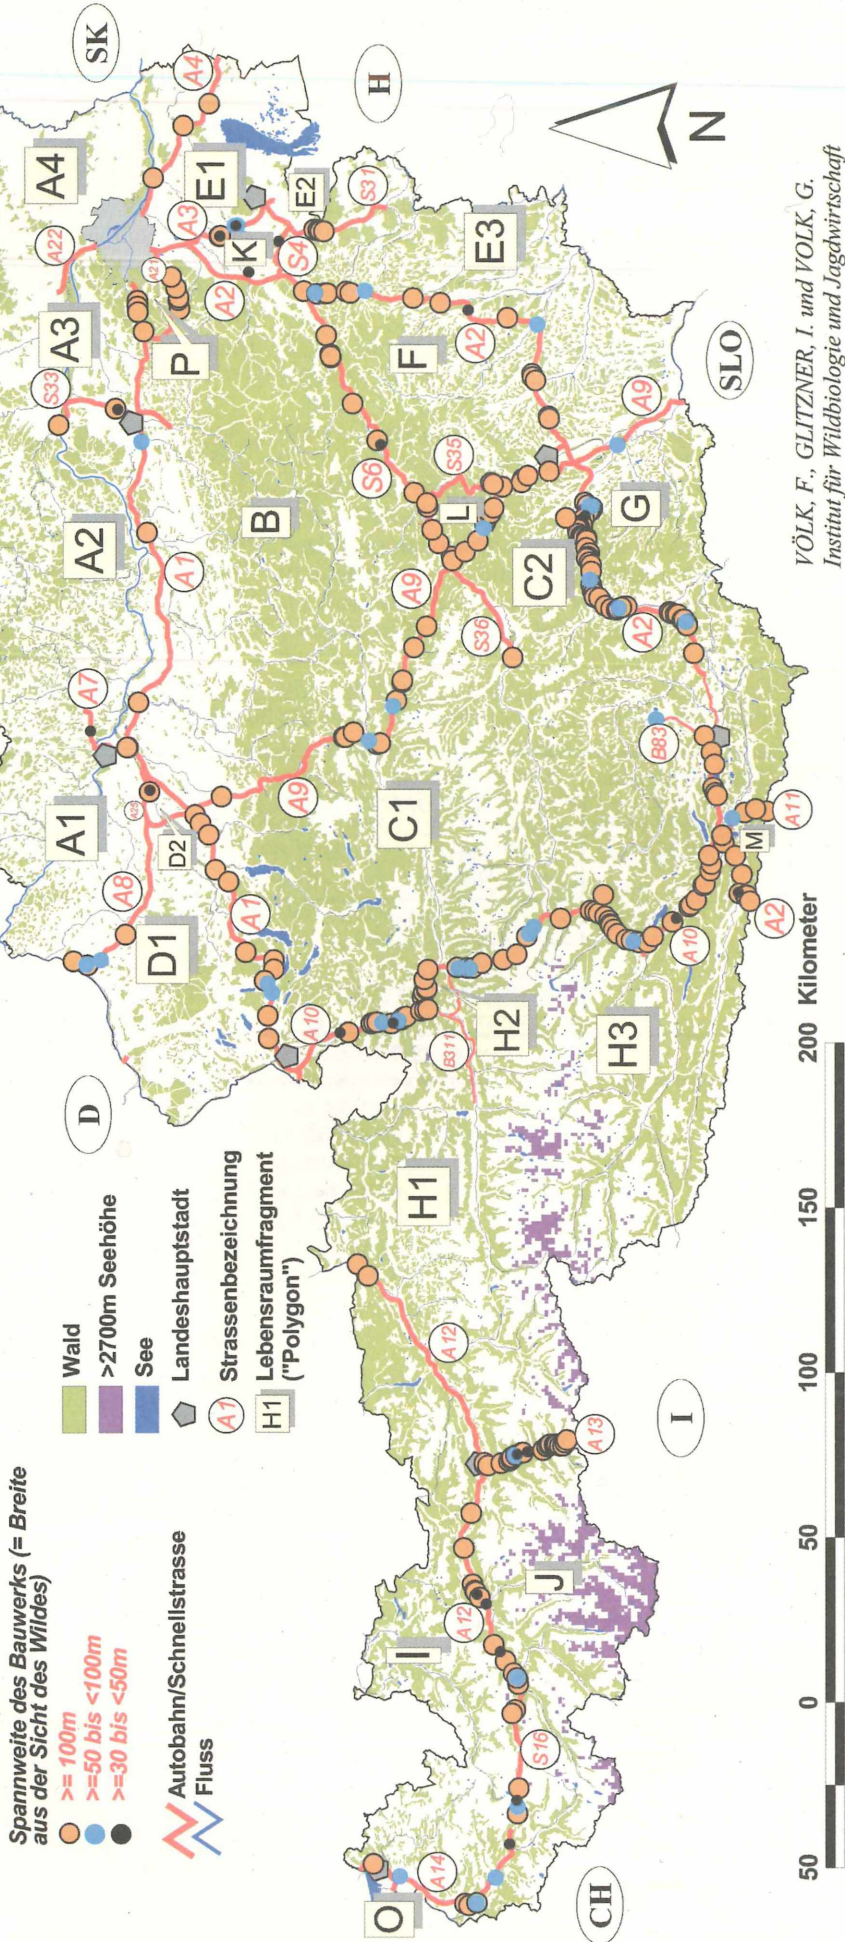 Spannweite des Bauwerks (= Breite
aus der Sicht des Wildes)
>= 100m
>=50 bis <100m
>=30 bis <50m
Autobahn/Schnellstrasse
Fluss
Wald
>2700m Seehöhe
See
Landeshauptstadt
A1 Strassenbezeichnung
H1 Lebensraumfragment
("Polygon")
D
SK
H
SLO
I
CH
N
A1
A2
A3
A4
B
C1
C2
D1
D2
E1
E2
E3
F
G
H1
H2
H3
I
J
K
L
M
O
P
A7
A8
A25
A1
A1
S33
A22
A21
A3
A4
A2
S4
S31
A2
S6
S35
A9
A9
A9
S36
A2
B83
A11
A2
A10
A10
B311
A12
A13
A12
S16
A14
50 0 50 100 150 200 Kilometer
VÖLK, F., GLITZNER, I. und VOLK, G.
Institut für Wildbiologie und Jagdwirtschaft